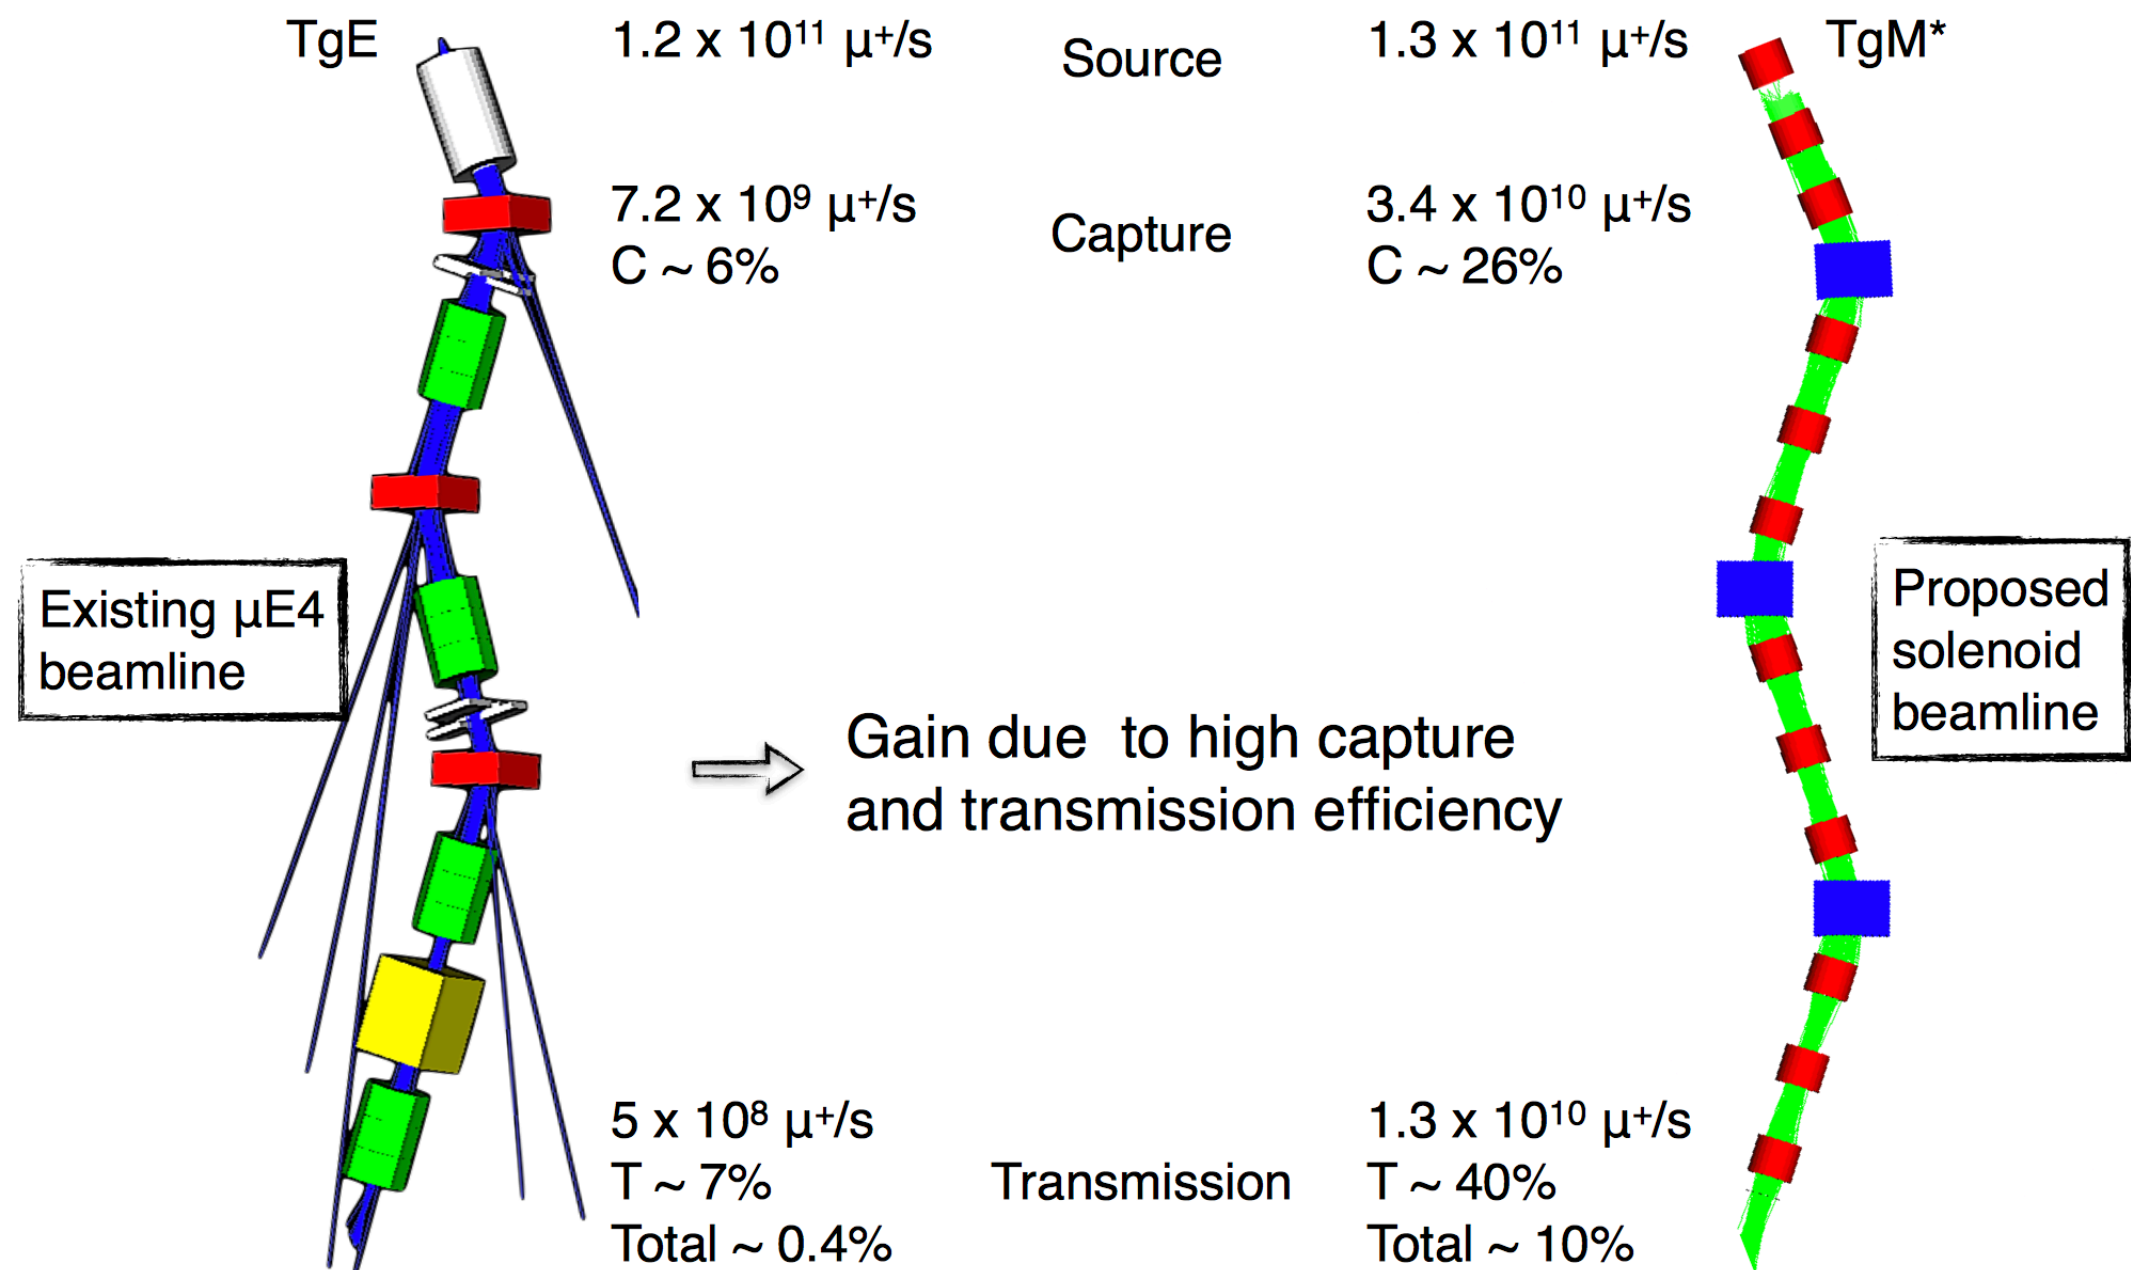 TgE
1.2 x 10¹¹ μ⁺/s
Source
1.3 x 10¹¹ μ⁺/s
TgM*
7.2 x 10⁹ μ⁺/s
C ~ 6%
Capture
3.4 x 10¹⁰ μ⁺/s
C ~ 26%
Existing μE4
beamline
Proposed
solenoid
beamline
Gain due to high capture
and transmission efficiency
5 x 10⁸ μ⁺/s
T ~ 7%
Total ~ 0.4%
Transmission
1.3 x 10¹⁰ μ⁺/s
T ~ 40%
Total ~ 10%